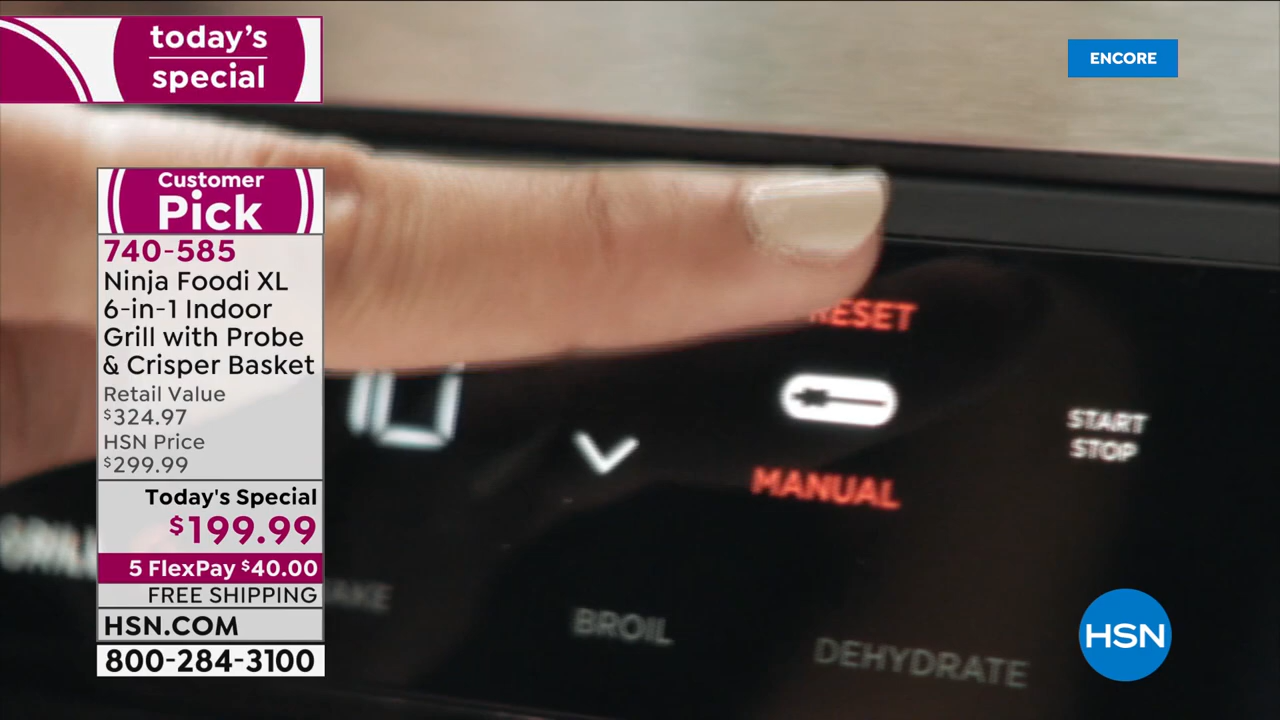 today's
special
ENCORE
Customer
Pick
740-585
Ninja Foodi XL
6-in-1 Indoor
Grill with Probe
& Crisper Basket
Retail Value
$324.97
HSN Price
$299.99
Today's Special
$199.99
5 FlexPay $40.00
FREE SHIPPING
HSN.COM
800-284-3100
10
MANUAL
START
STOP
BROIL
DEHYDRATE
HSN